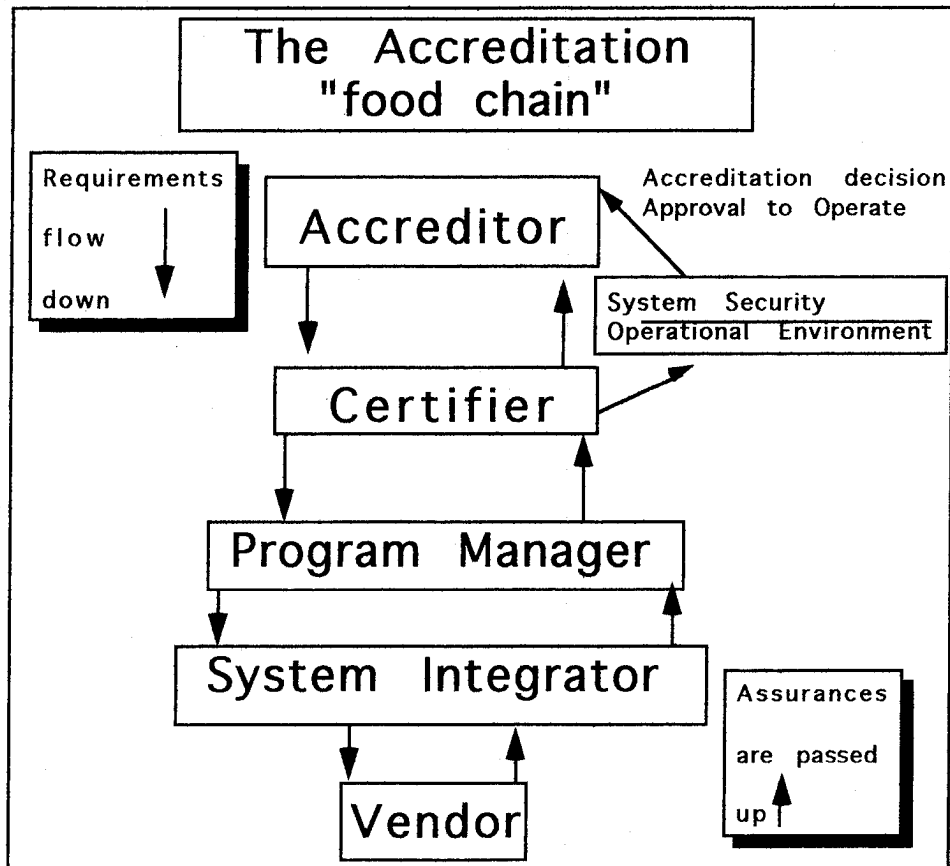 The Accreditation
"food chain"
Requirements
flow
down
Accreditor
Accreditation decision
Approval to Operate
System Security
Operational Environment
Certifier
Program Manager
System Integrator
Vendor
Assurances
are passed
up